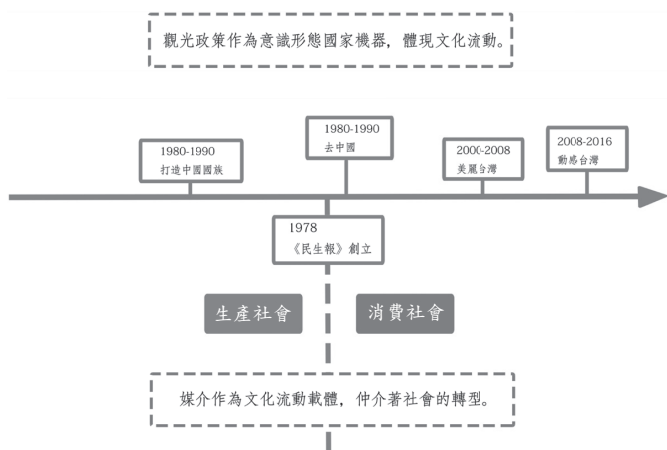 觀光政策作為意識形態國家機器，體現文化流動。
1980-1990
打造中國國族
1980-1990
去中國
2000-2008
美麗台灣
2008-2016
動感台灣
1978
《民生報》創立
生產社會
消費社會
媒介作為文化流動載體，仲介著社會的轉型。